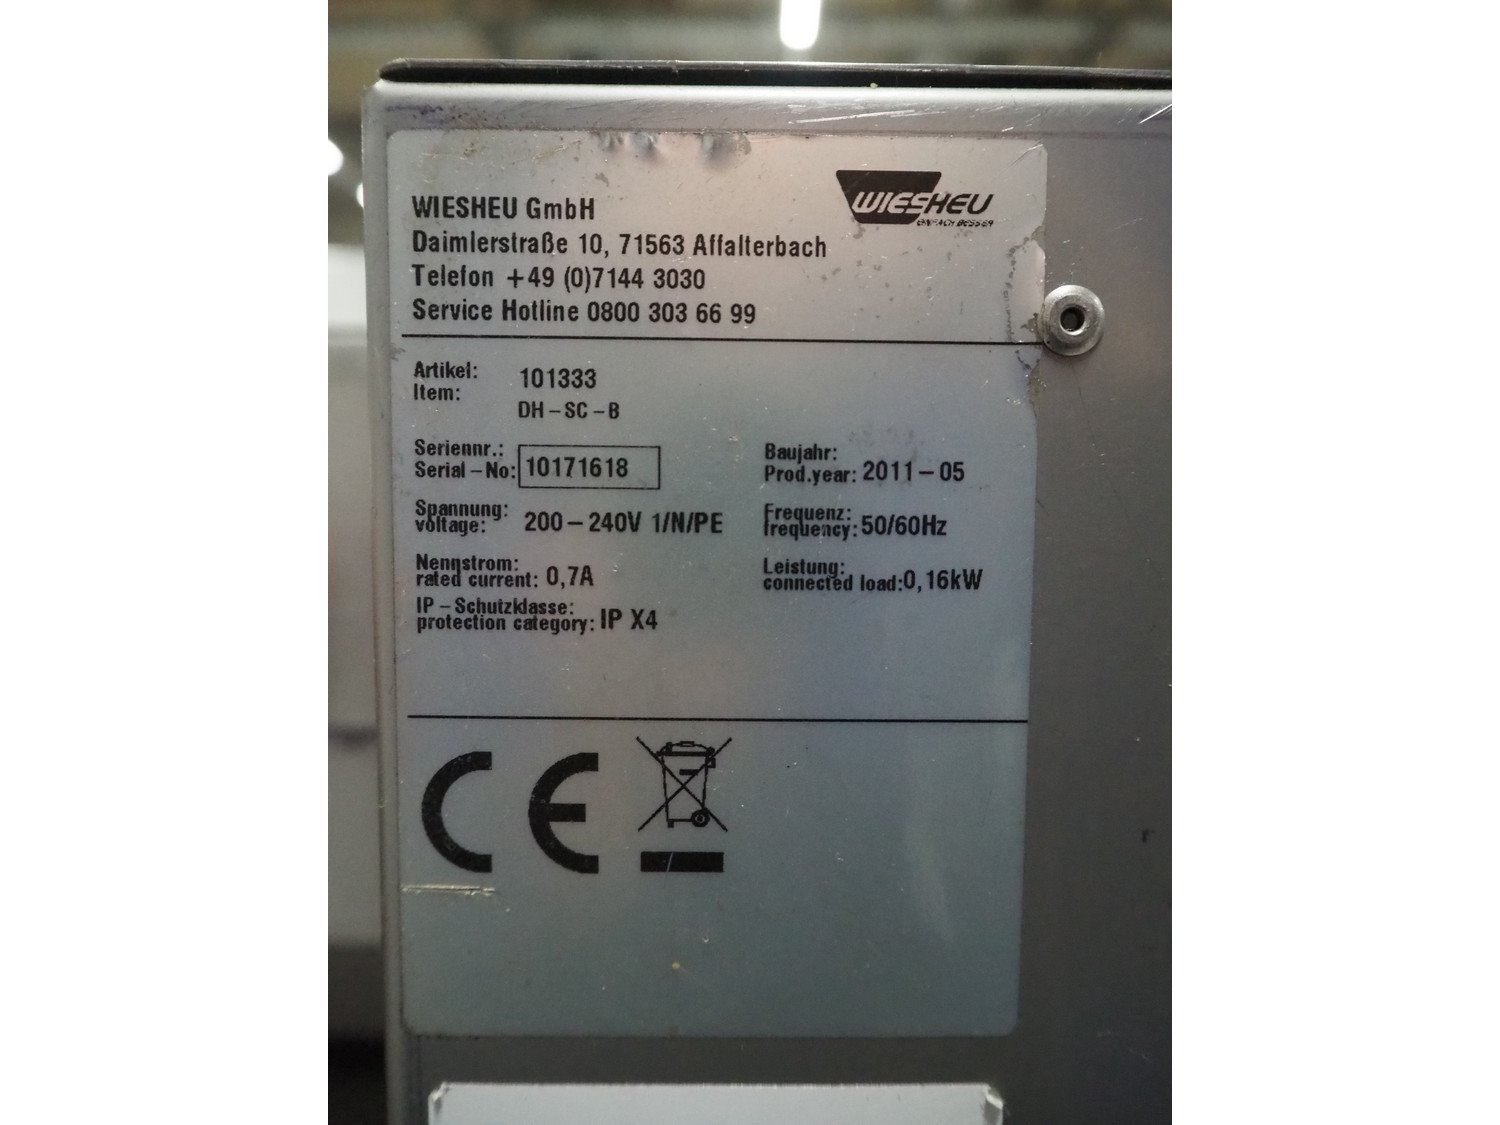 WIESHEU GmbH
Daimlerstraße 10, 71563 Affalterbach
Telefon +49 (0)7144 3030
Service Hotline 0800 303 66 99
WIESHEU
EINFACH BESSER
Artikel:
Item:
101333
DH-SC-B
Seriennr.:
Serial-No: 10171618
Baujahr:
Prod.year: 2011-05
Spannung:
voltage: 200-240V 1/N/PE
Frequenz:
frequency: 50/60Hz
Nennstrom:
rated current: 0,7A
Leistung:
connected load: 0,16kW
IP-Schutzklasse:
protection category: IP X4
CE